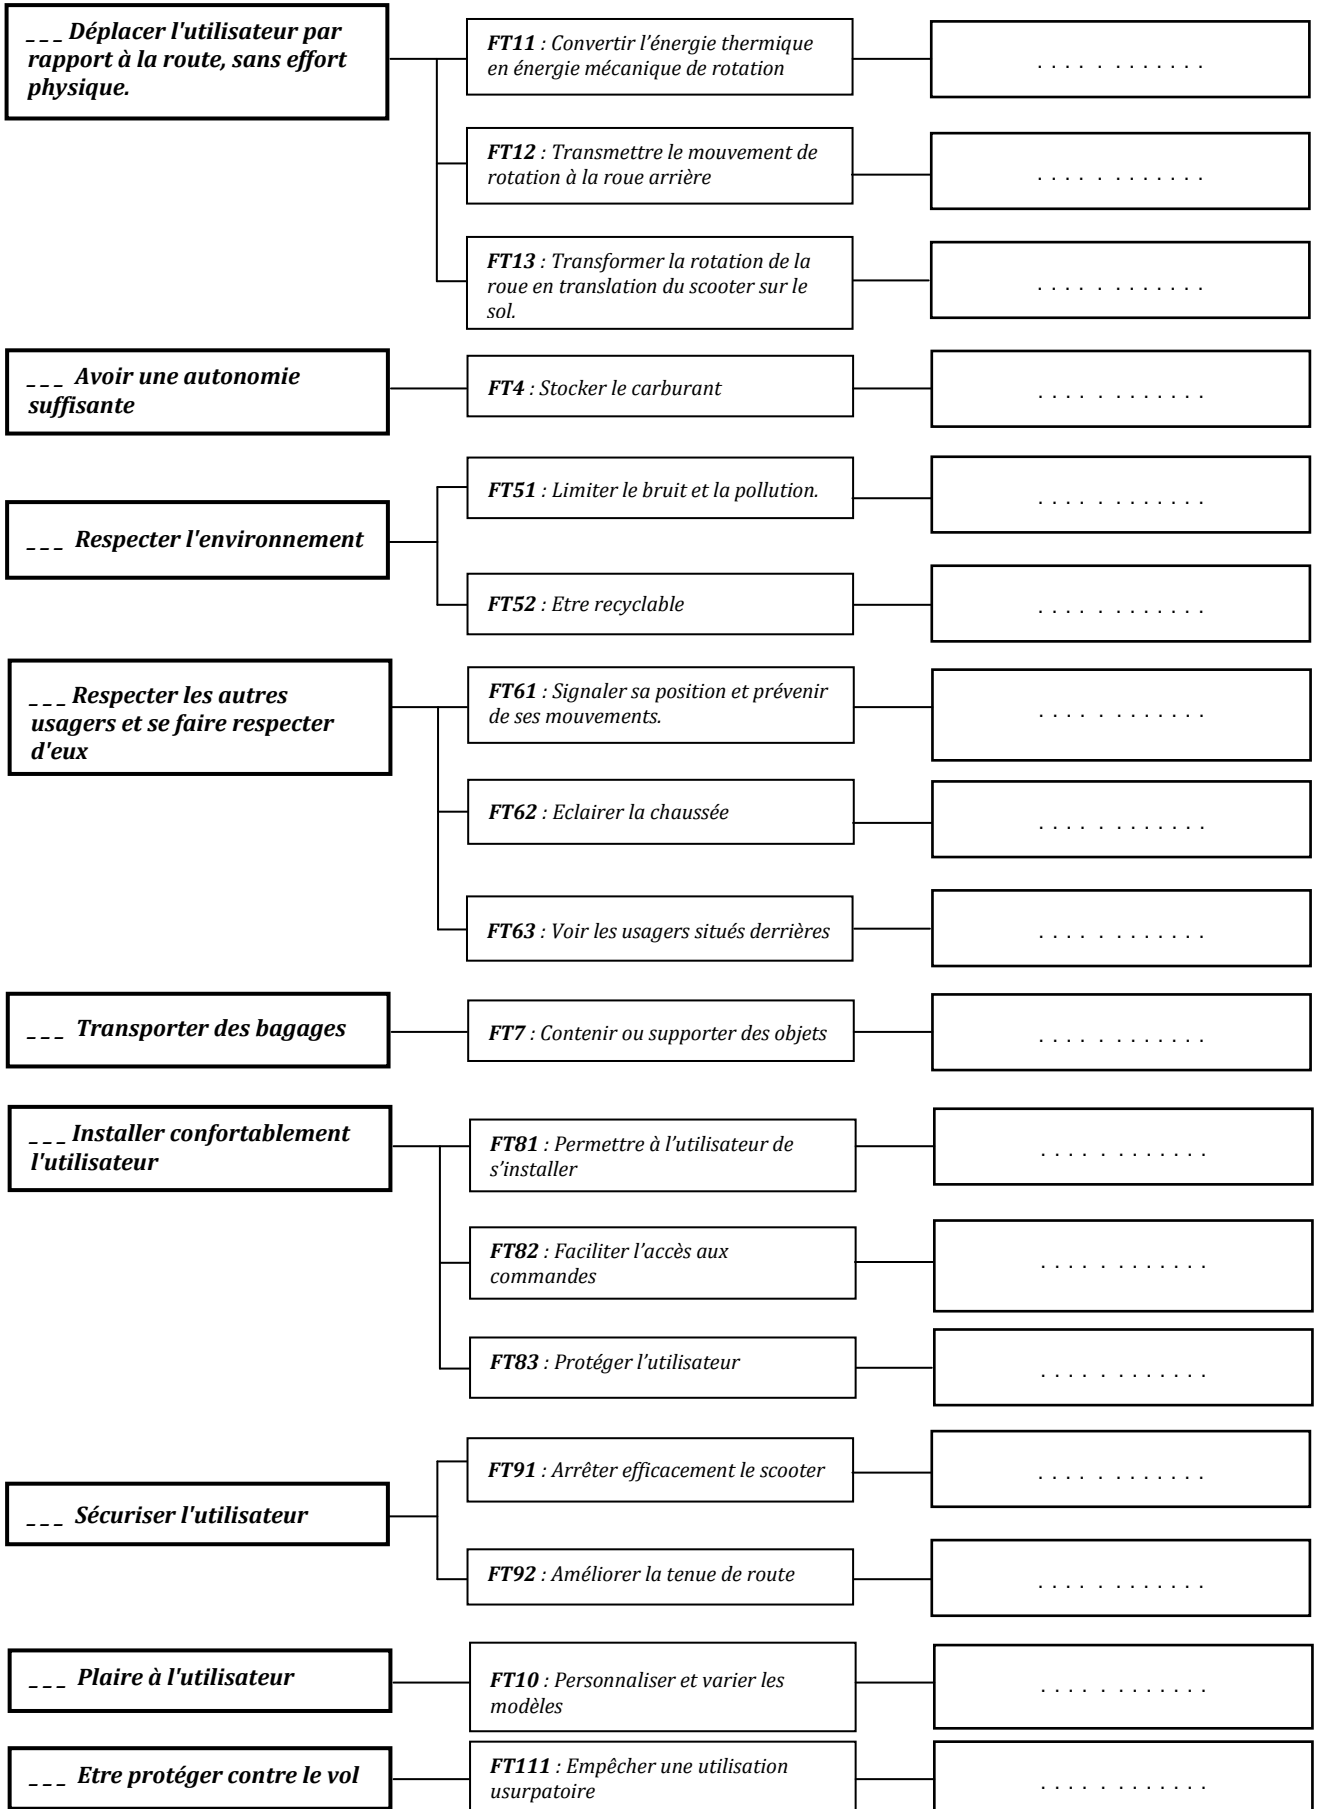 _ _ _ Déplacer l'utilisateur par
rapport à la route, sans effort
physique.
FT11 : Convertir l’énergie thermique
en énergie mécanique de rotation
. . . . . . . . . . . .
FT12 : Transmettre le mouvement de
rotation à la roue arrière
. . . . . . . . . . . .
FT13 : Transformer la rotation de la
roue en translation du scooter sur le
sol.
. . . . . . . . . . . .
_ _ _ Avoir une autonomie
suffisante
FT4 : Stocker le carburant
. . . . . . . . . . . .
_ _ _ Respecter l'environnement
FT51 : Limiter le bruit et la pollution.
. . . . . . . . . . . .
FT52 : Etre recyclable
. . . . . . . . . . . .
_ _ _ Respecter les autres
usagers et se faire respecter
d'eux
FT61 : Signaler sa position et prévenir
de ses mouvements.
. . . . . . . . . . . .
FT62 : Eclairer la chaussée
. . . . . . . . . . . .
FT63 : Voir les usagers situés derrières
. . . . . . . . . . . .
_ _ _ Transporter des bagages
FT7 : Contenir ou supporter des objets
. . . . . . . . . . . .
_ _ _ Installer confortablement
l'utilisateur
FT81 : Permettre à l’utilisateur de
s’installer
. . . . . . . . . . . .
FT82 : Faciliter l’accès aux
commandes
. . . . . . . . . . . .
FT83 : Protéger l’utilisateur
. . . . . . . . . . . .
_ _ _ Sécuriser l'utilisateur
FT91 : Arrêter efficacement le scooter
. . . . . . . . . . . .
FT92 : Améliorer la tenue de route
. . . . . . . . . . . .
_ _ _ Plaire à l'utilisateur
FT10 : Personnaliser et varier les
modèles
. . . . . . . . . . . .
_ _ _ Etre protéger contre le vol
FT111 : Empêcher une utilisation
usurpatoire
. . . . . . . . . . . .